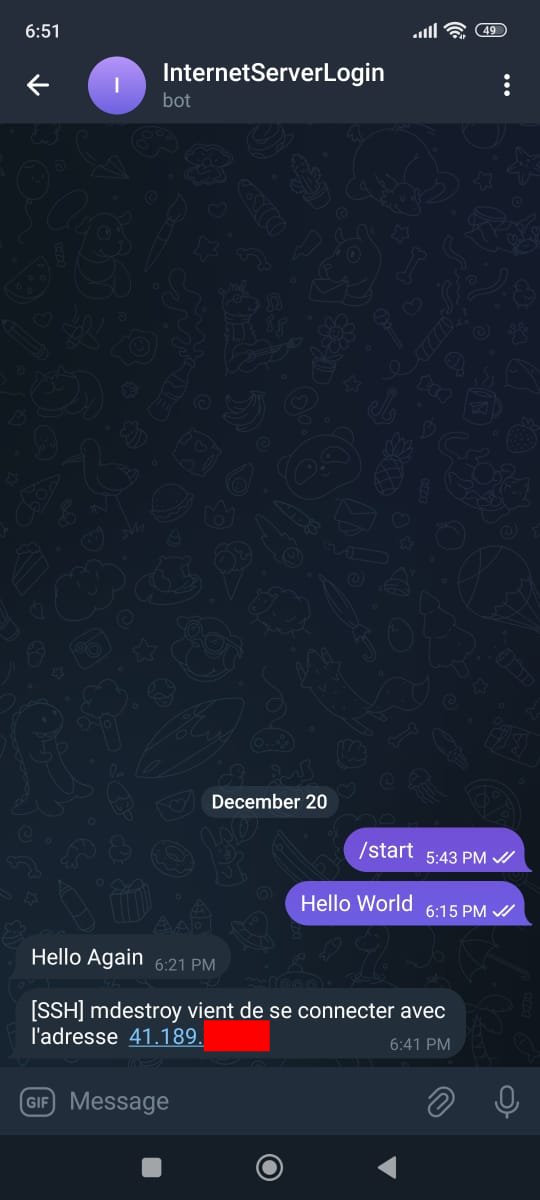 6:51
49
I
InternetServerLogin
bot
December 20
/start 5:43 PM
Hello World 6:15 PM
Hello Again 6:21 PM
[SSH] mdestroy vient de se connecter avec
l'adresse 41.189.
6:41 PM
GIF Message